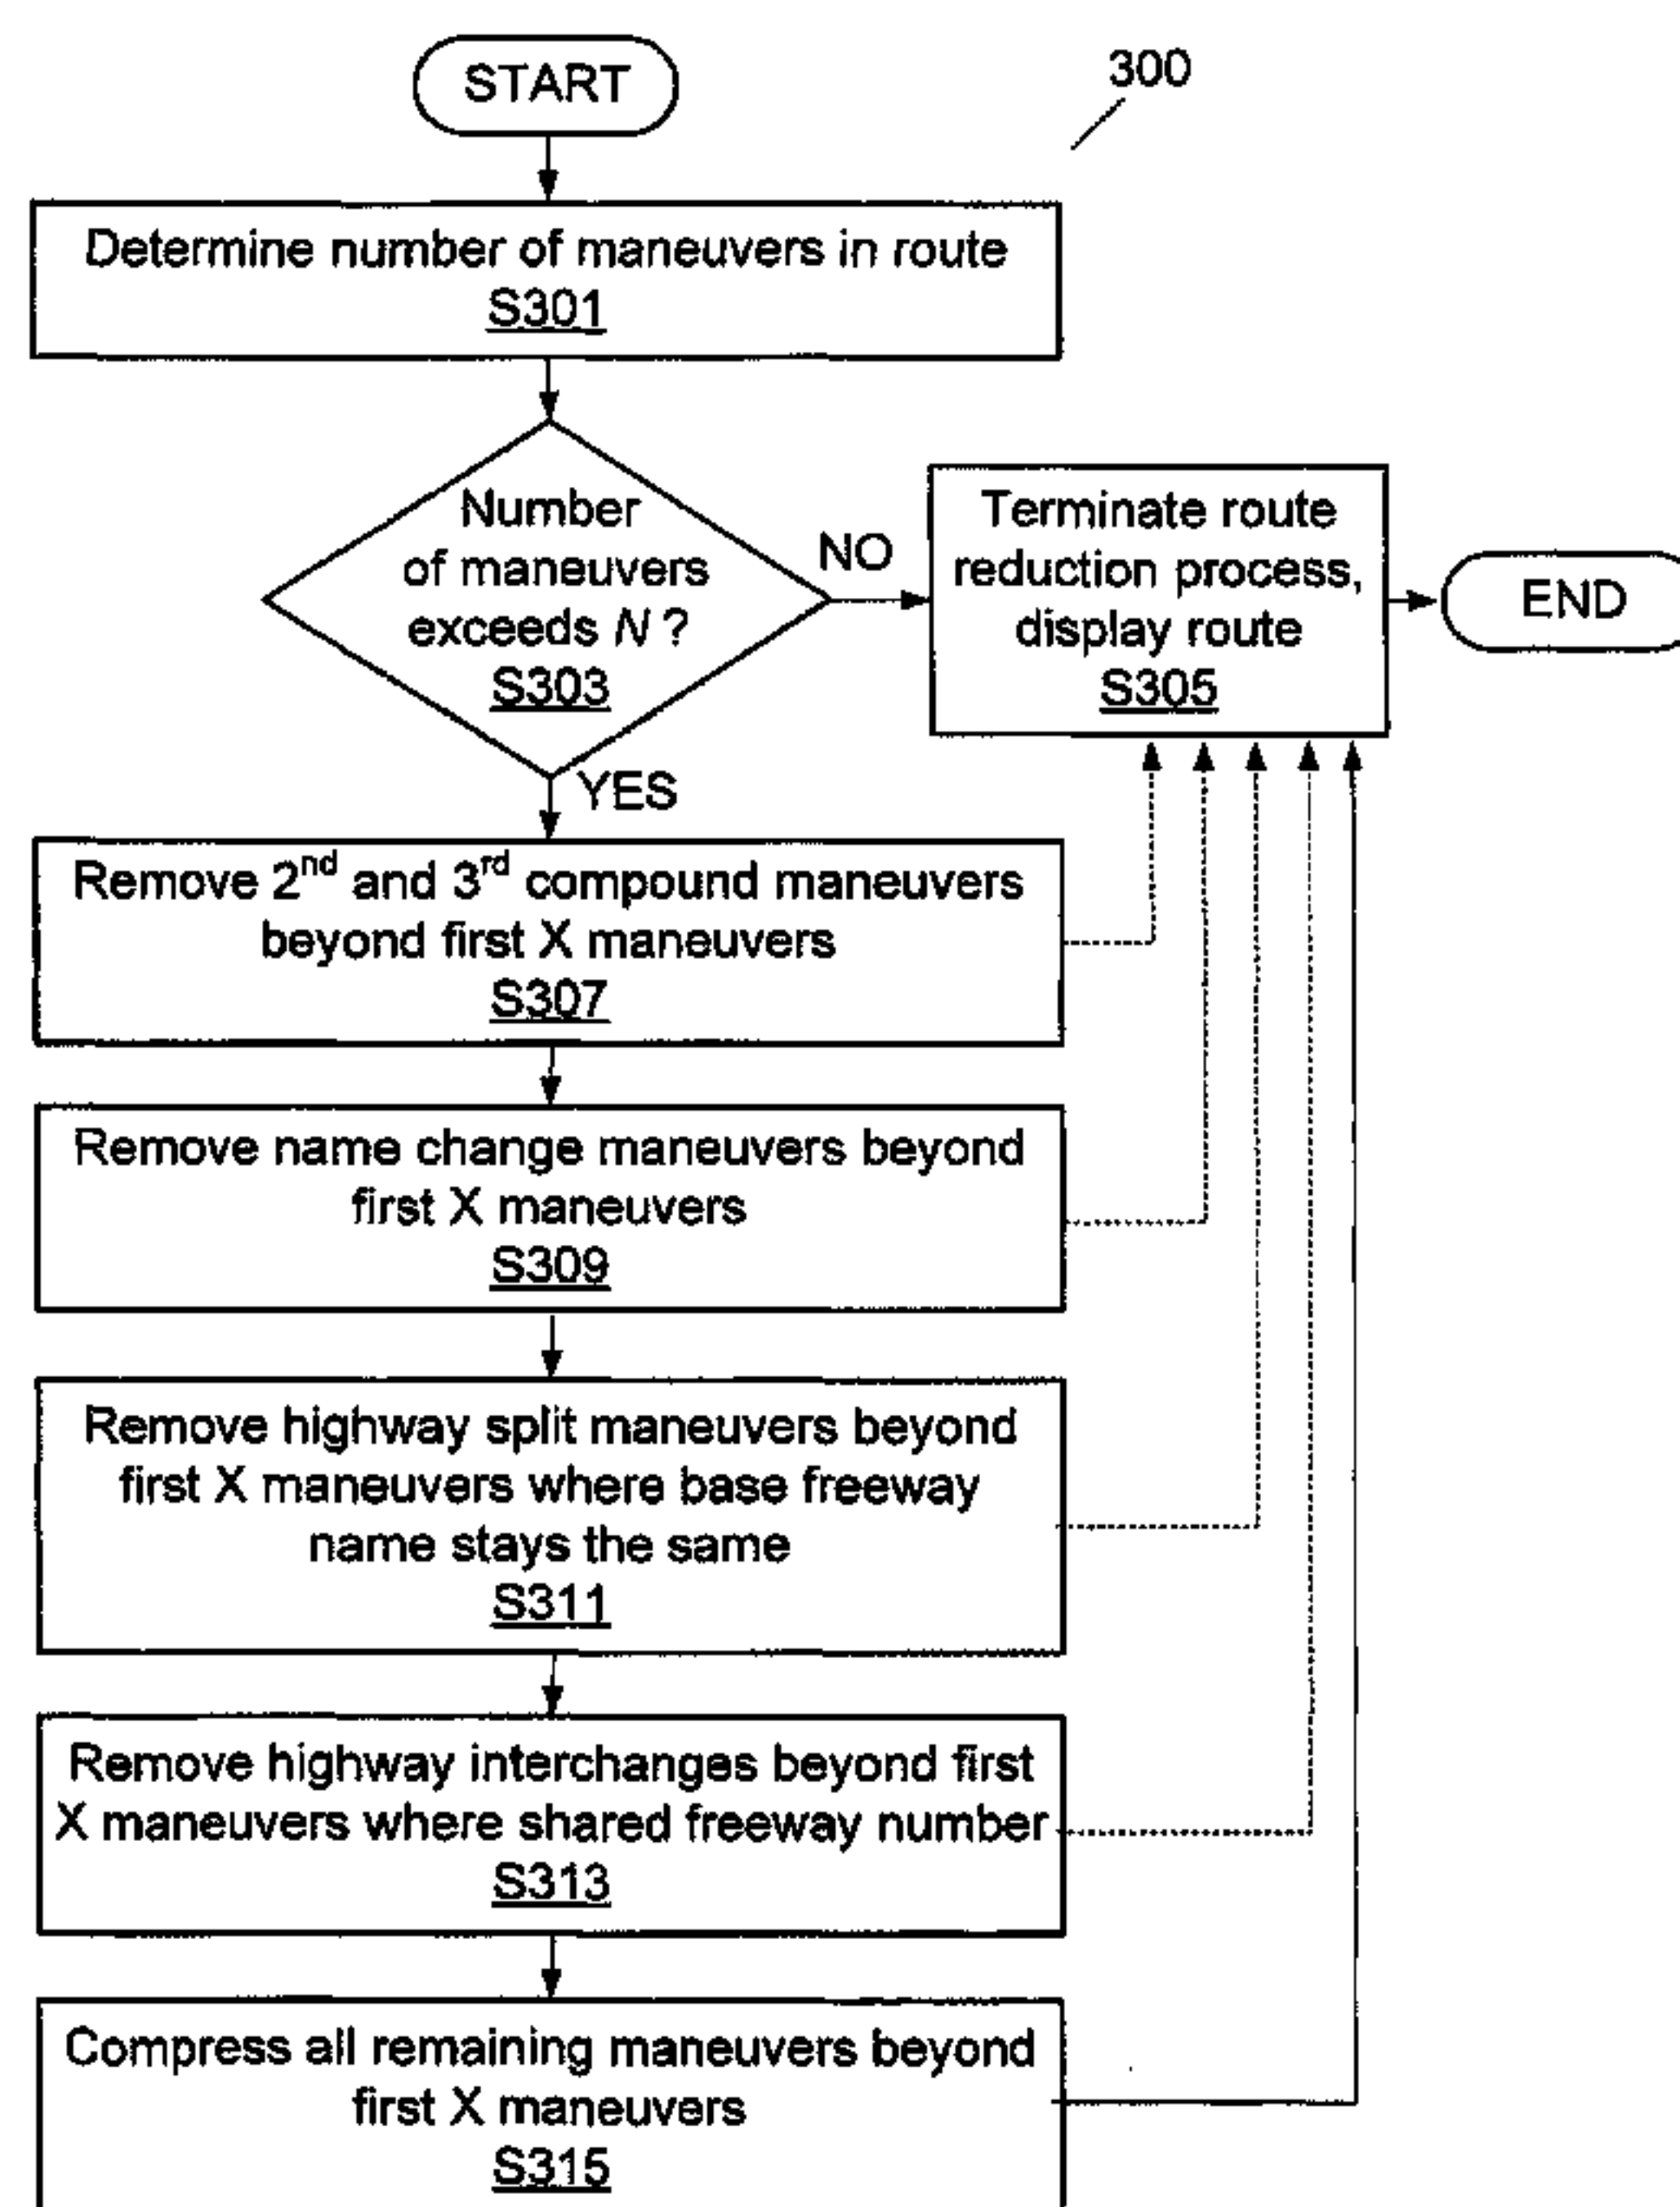 START
300
Determine number of maneuvers in route
S301
Number
of maneuvers
exceeds N ?
S303
NO
Terminate route
reduction process,
display route
S305
END
YES
Remove 2nd and 3rd compound maneuvers
beyond first X maneuvers
S307
Remove name change maneuvers beyond
first X maneuvers
S309
Remove highway split maneuvers beyond
first X maneuvers where base freeway
name stays the same
S311
Remove highway interchanges beyond first
X maneuvers where shared freeway number
S313
Compress all remaining maneuvers beyond
first X maneuvers
S315